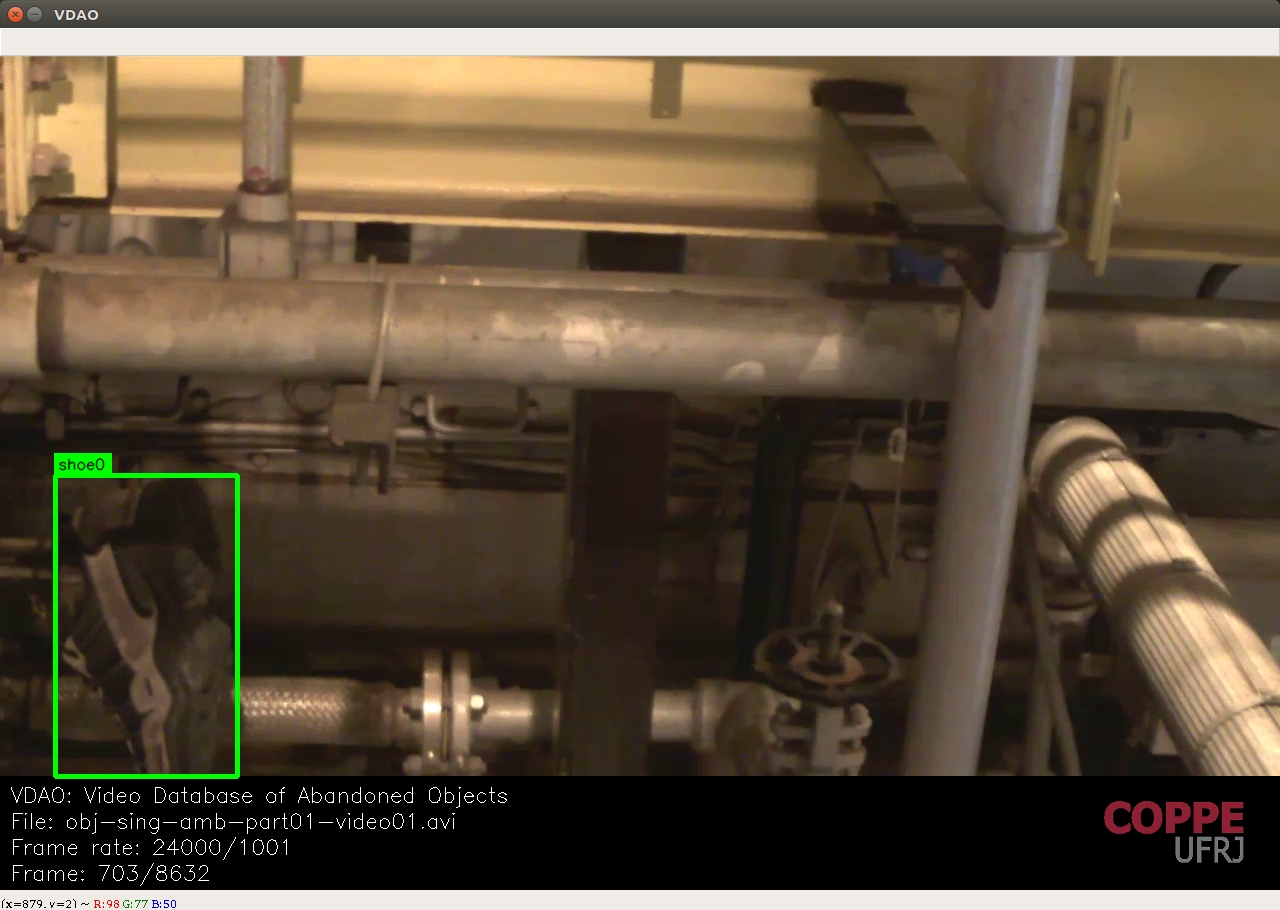 VDAO
shoe0
VDAO: Video Database of Abandoned Objects
File: obj-sing-amb-part01-video01.avi
Frame rate: 24000/1001
Frame: 703/8632
COPPE
UFRJ
(x=879, y=2) ~ R:98 G:77 B:50